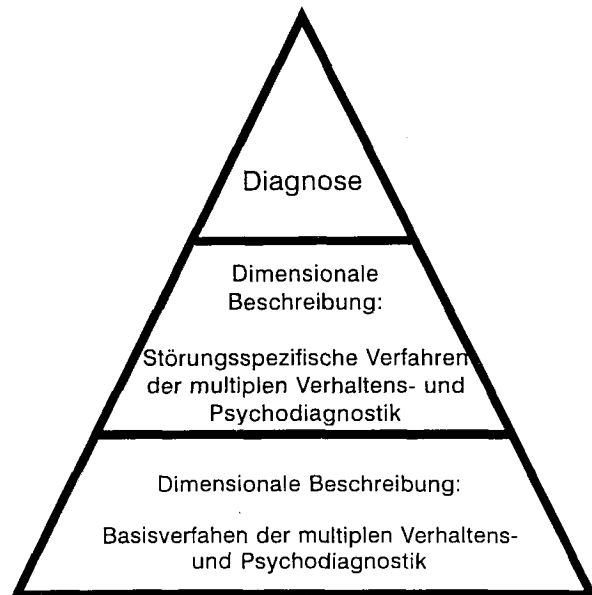 Diagnose
Dimensionale
Beschreibung:
Störungsspezifische Verfahren
der multiplen Verhaltens- und
Psychodiagnostik
Dimensionale Beschreibung:
Basisverfahen der multiplen Verhaltens-
und Psychodiagnostik